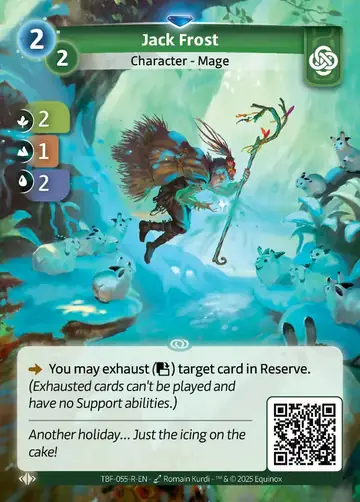 2
2
Jack Frost
Character - Mage
2
1
2
You may exhaust () target card in Reserve.
(Exhausted cards can't be played and
have no Support abilities.)
Another holiday... Just the icing on the
cake!
TBF-055-R-EN - Romain Kurdi - ™ & © 2025 Equinox